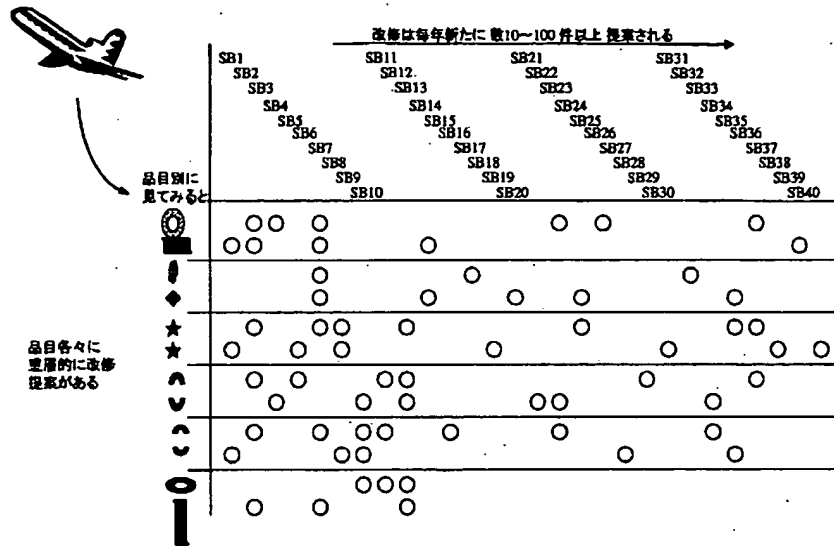 改修は毎年新たに 数10～100 件以上 提案される
SB1 SB11 SB21 SB31
SB2 SB12 SB22 SB32
SB3 SB13 SB23 SB33
SB4 SB14 SB24 SB34
SB5 SB15 SB25 SB35
SB6 SB16 SB26 SB36
SB7 SB17 SB27 SB37
SB8 SB18 SB28 SB38
SB9 SB19 SB29 SB39
SB10 SB20 SB30 SB40
品目別に
見てみると
品目各々に
重層的に改修
提案がある